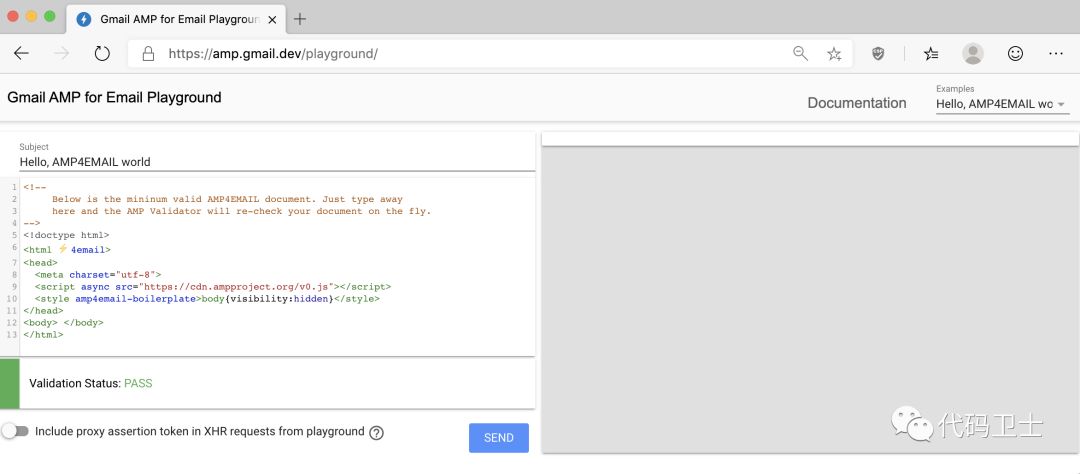 Gmail AMP for Email Playgroun
https://amp.gmail.dev/playground/
Gmail AMP for Email Playground
Documentation
Examples
Hello, AMP4EMAIL wo
Subject
Hello, AMP4EMAIL world
1 <!--
2 Below is the mininum valid AMP4EMAIL document. Just type away
3 here and the AMP Validator will re-check your document on the fly.
4 -->
5 <!doctype html>
6 <html ⚡4email>
7 <head>
8 <meta charset="utf-8">
9 <script async src="https://cdn.ampproject.org/v0.js"></script>
10 <style amp4email-boilerplate>body{visibility:hidden}</style>
11 </head>
12 <body> </body>
13 </html>
Validation Status: PASS
Include proxy assertion token in XHR requests from playground ?
SEND
代码卫士